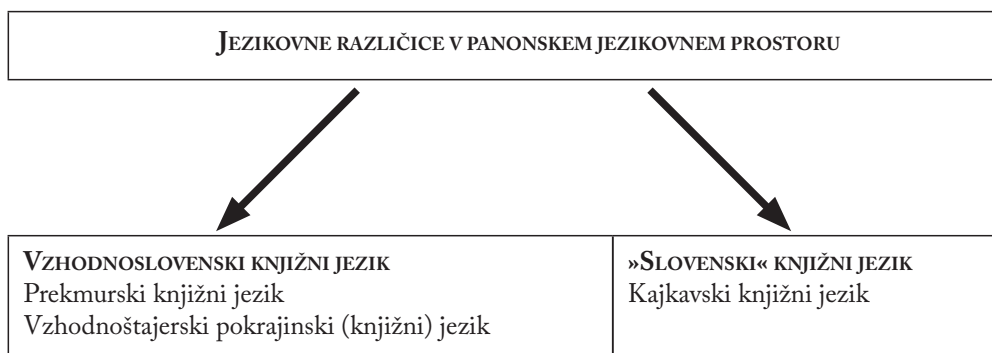 JEZIKOVNE RAZLIČICE V PANONSKEM JEZIKOVNEM PROSTORU
VZHODNOSLOVENSKI KNJIŽNI JEZIK
Prekmurski knjižni jezik
Vzhodnoštajerski pokrajinski (knjižni) jezik
»SLOVENSKI« KNJIŽNI JEZIK
Kajkavski knjižni jezik